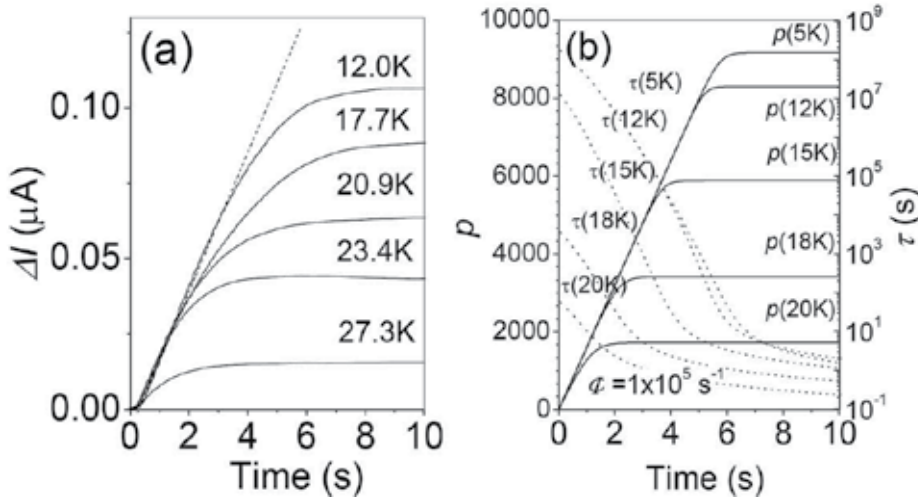 (a)
ΔI (μA)
0.10
0.05
0.00
12.0K
17.7K
20.9K
23.4K
27.3K
0 2 4 6 8 10
Time (s)
(b)
p
10000
8000
6000
4000
2000
0
p(5K)
τ(5K)
τ(12K)
p(12K)
τ(15K)
p(15K)
τ(18K)
p(18K)
τ(20K)
p(20K)
=1x10⁵ s⁻¹
10⁹
10⁷
10⁵
10³
10¹
10⁻¹
τ (s)
0 2 4 6 8 10
Time (s)